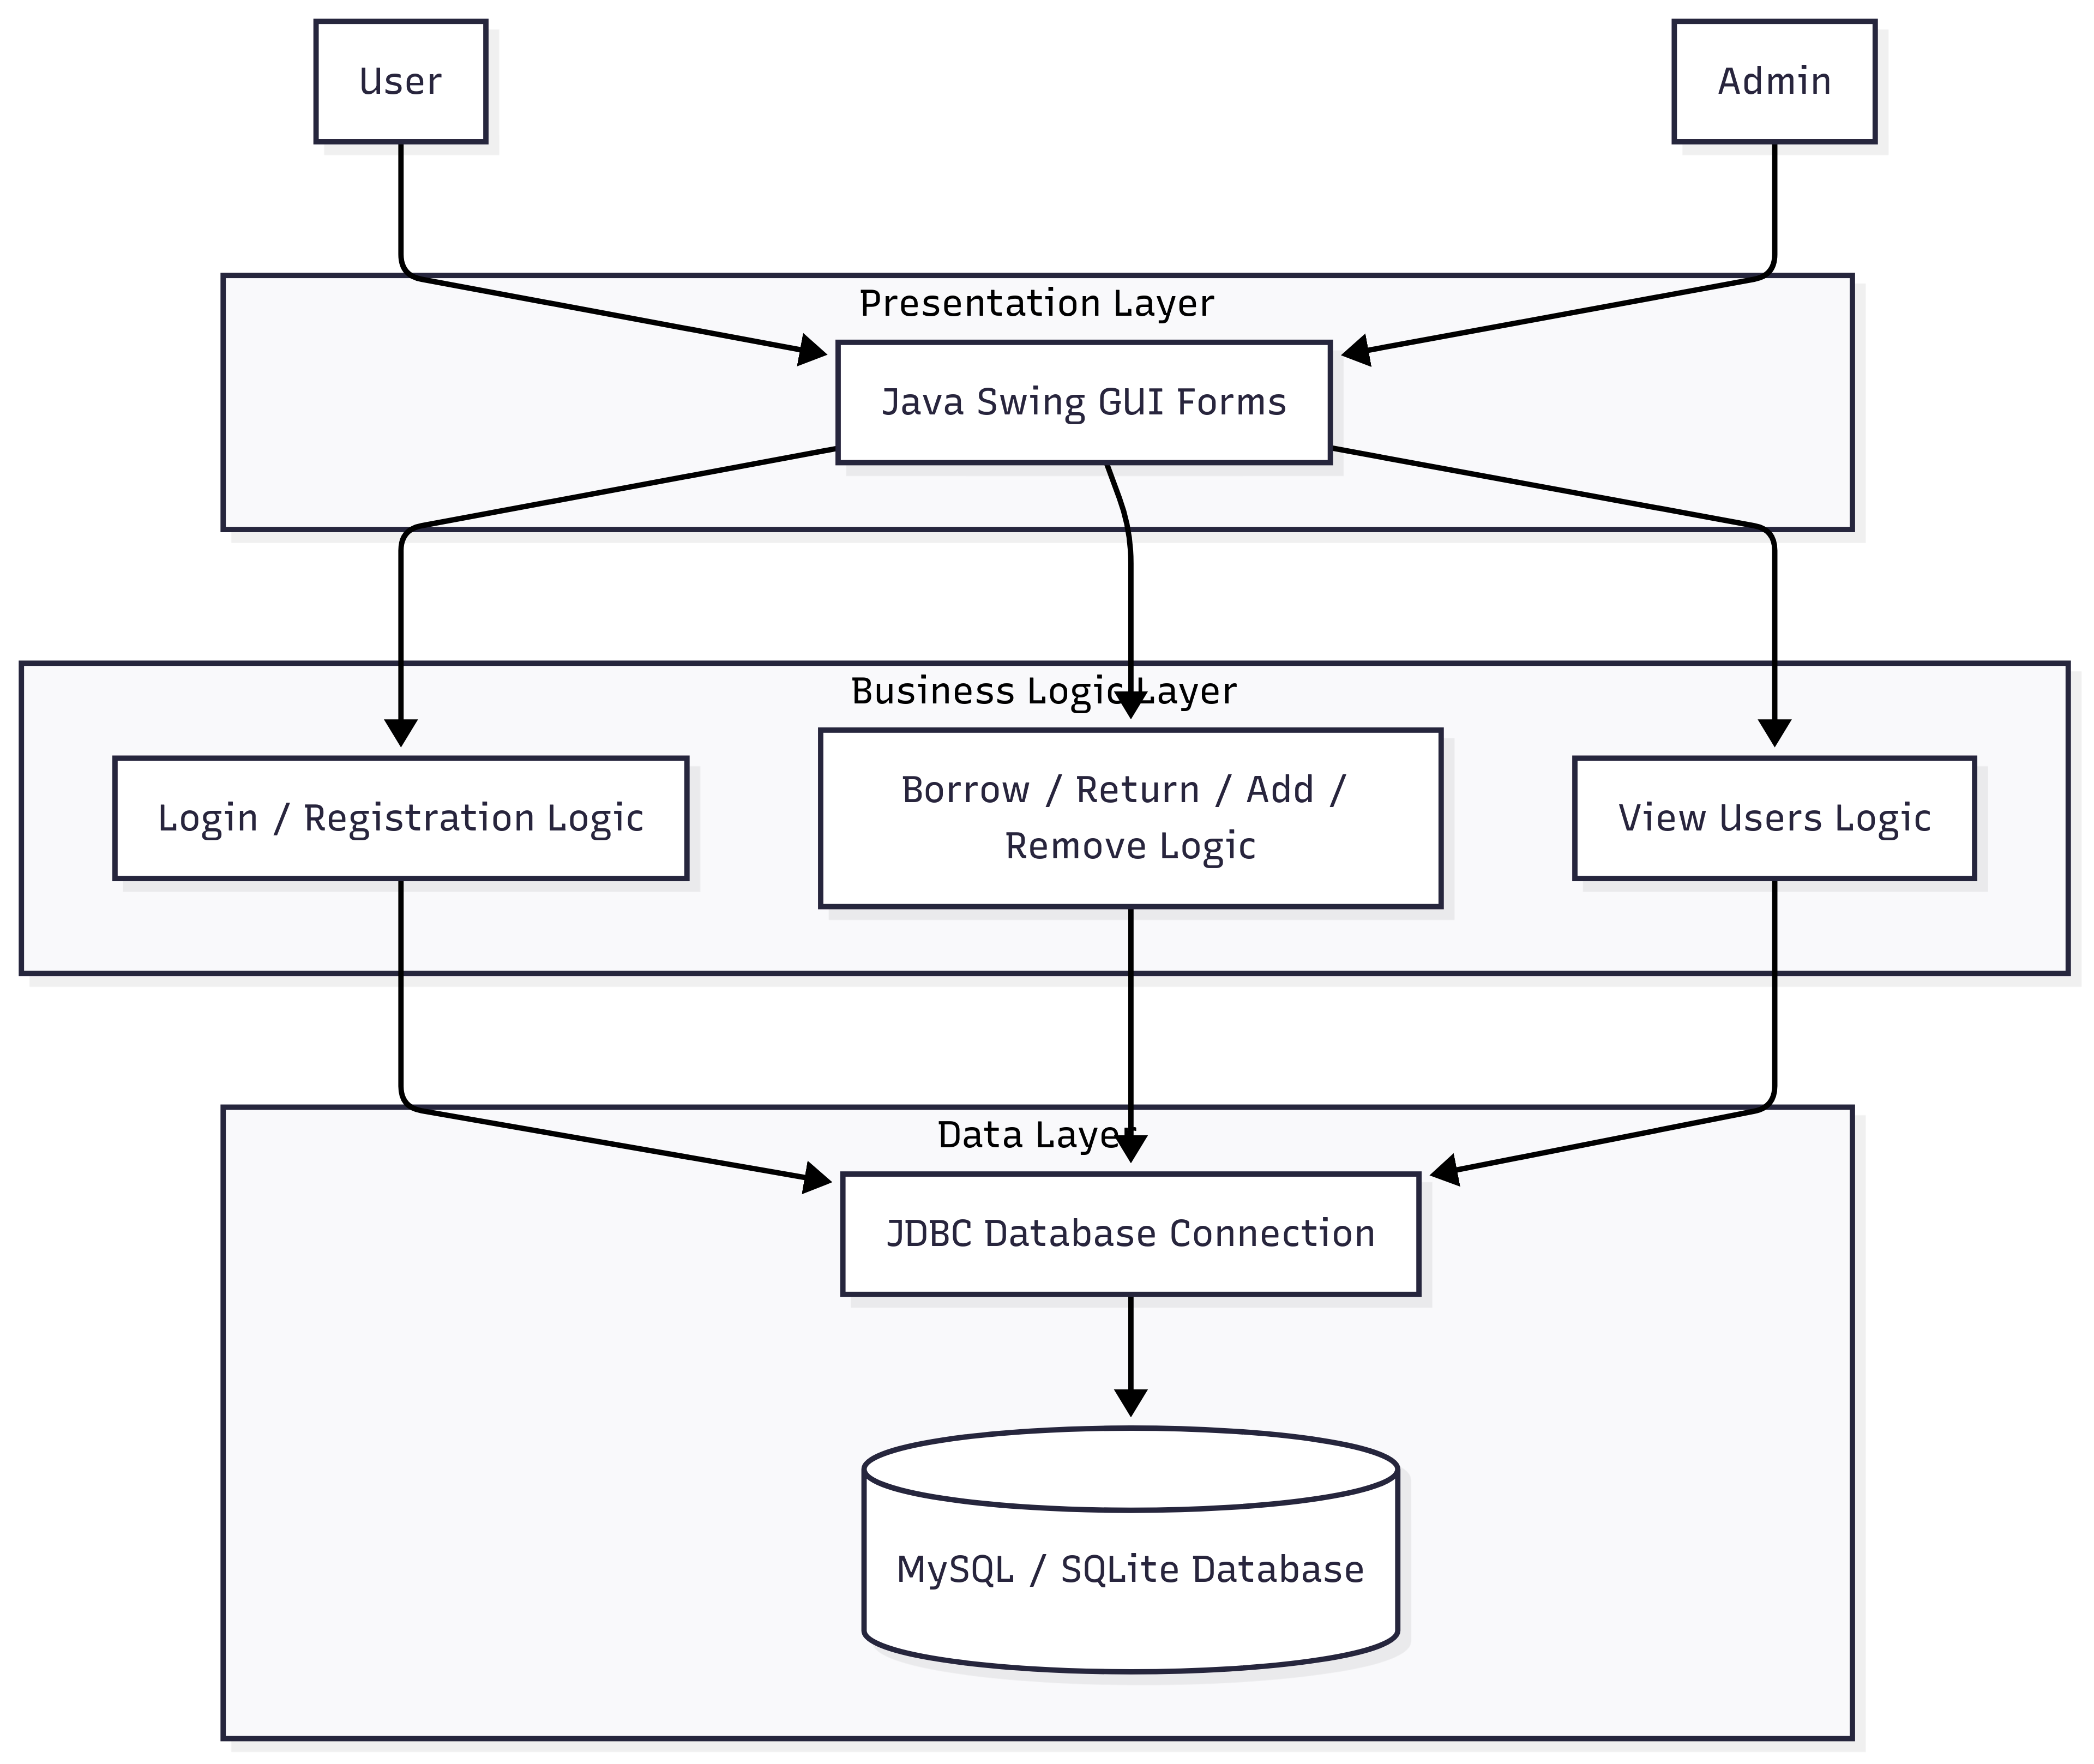 User
Admin
Presentation Layer
Java Swing GUI Forms
Business Logic Layer
Login / Registration Logic
Borrow / Return / Add /
Remove Logic
View Users Logic
Data Layer
JDBC Database Connection
MySQL / SQLite Database